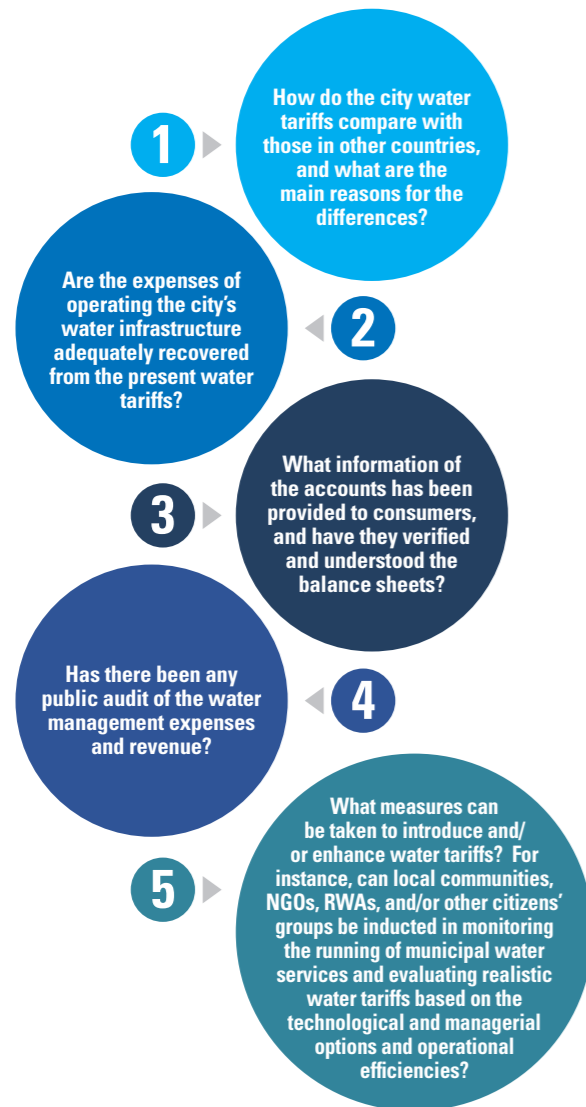 1
How do the city water
tariffs compare with
those in other countries,
and what are the
main reasons for the
differences?
2
Are the expenses of
operating the city's
water infrastructure
adequately recovered
from the present water
tariffs?
3
What information of
the accounts has been
provided to consumers,
and have they verified
and understood the
balance sheets?
4
Has there been any
public audit of the water
management expenses
and revenue?
5
What measures can
be taken to introduce and/
or enhance water tariffs? For
instance, can local communities,
NGOs, RWAs, and/or other citizens'
groups be inducted in monitoring
the running of municipal water
services and evaluating realistic
water tariffs based on the
technological and managerial
options and operational
efficiencies?